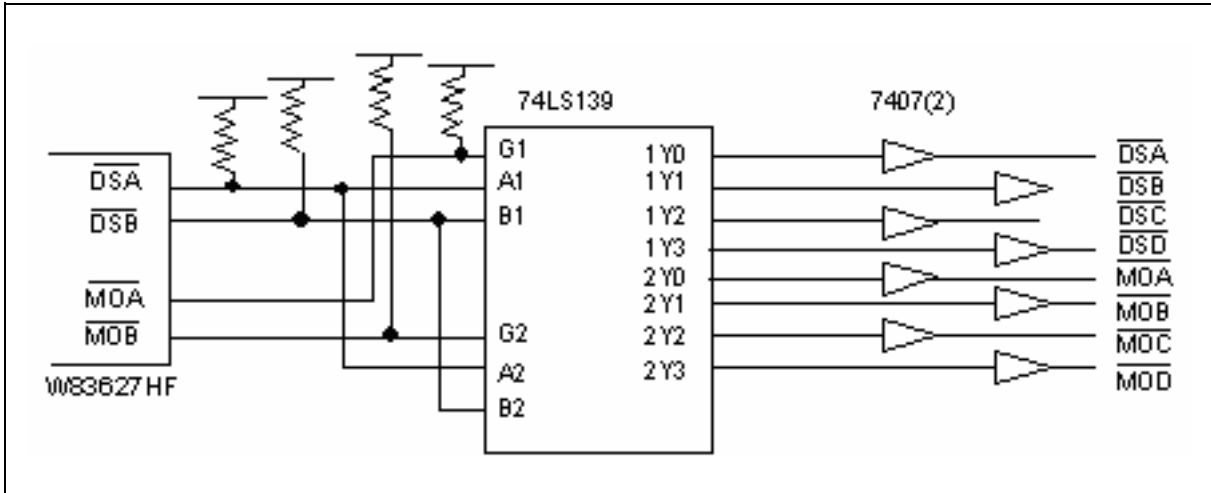 74LS139
7407(2)
G1
1Y0
DSA
DSA
A1
1Y1
DSB
DSB
B1
1Y2
DSC
1Y3
DSD
2Y0
MOA
MOA
2Y1
MOB
MOB
G2
2Y2
MOC
A2
2Y3
MOD
W83627HF
B2